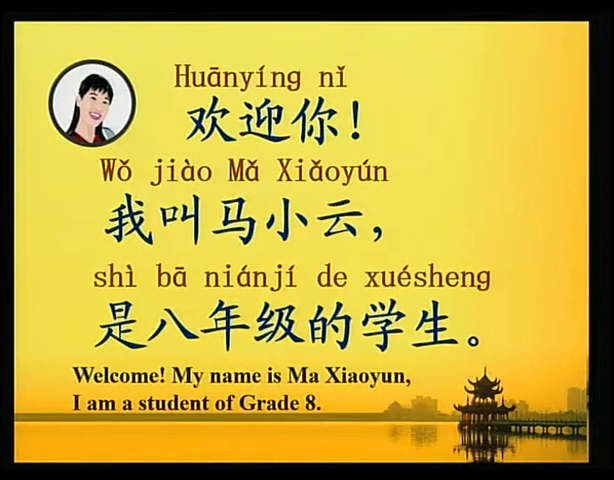 Huānyíng nǐ
欢迎你!
Wǒ jiào Mǎ Xiǎoyún
我叫马小云，
shì bā niánjí de xuésheng
是八年级的学生。
Welcome! My name is Ma Xiaoyun,
I am a student of Grade 8.